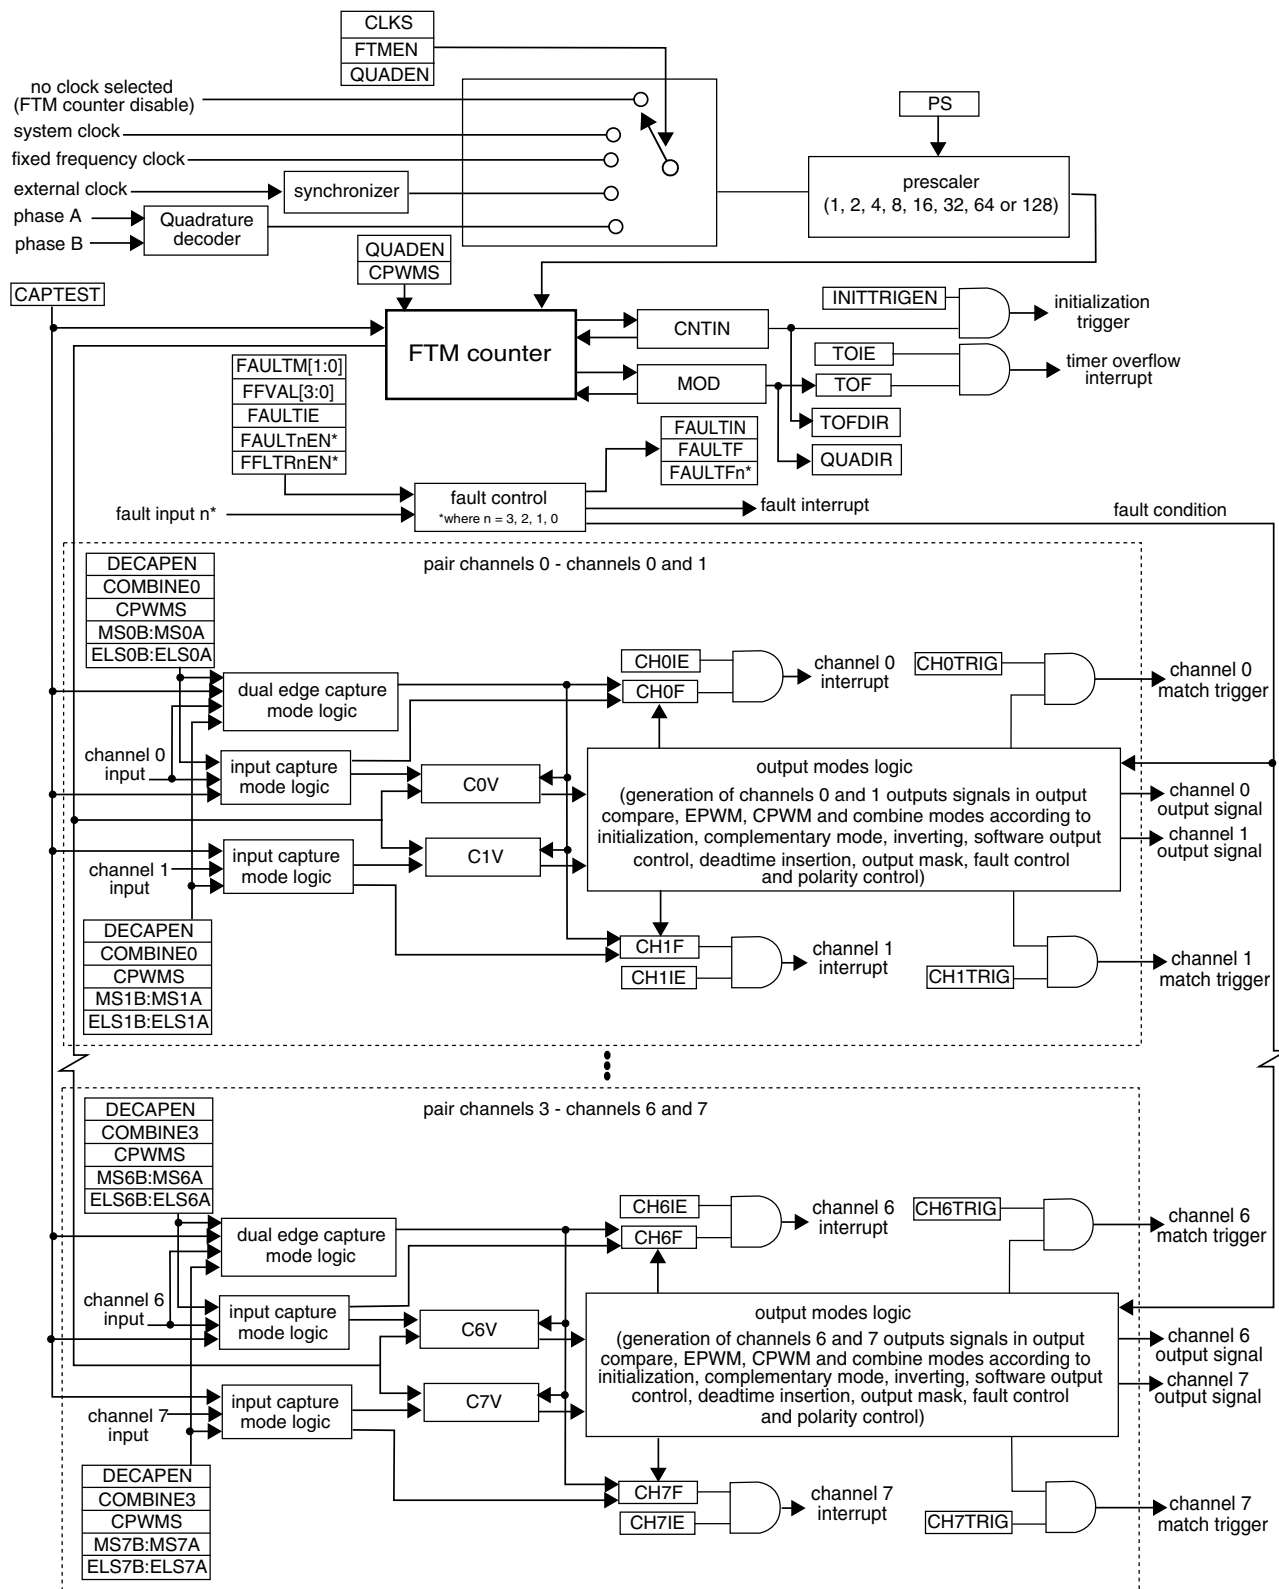 CLKS
FTMEN
QUADEN
no clock selected
(FTM counter disable)
system clock
fixed frequency clock
external clock
synchronizer
phase A
phase B
Quadrature
decoder
PS
prescaler
(1, 2, 4, 8, 16, 32, 64 or 128)
QUADEN
CPWMS
CAPTEST
FTM counter
CNTIN
MOD
INITTRIGEN
initialization
trigger
TOIE
TOF
timer overflow
interrupt
TOFDIR
QUADIR
FAULTM[1:0]
FFVAL[3:0]
FAULTIE
FAULTnEN*
FFLTRnEN*
FAULTIN
FAULTF
FAULTFn*
fault input n*
fault control
*where n = 3, 2, 1, 0
fault interrupt
fault condition
pair channels 0 - channels 0 and 1
DECAPEN
COMBINE0
CPWMS
MS0B:MS0A
ELS0B:ELS0A
dual edge capture
mode logic
channel 0
input
input capture
mode logic
C0V
C1V
channel 1
input
input capture
mode logic
DECAPEN
COMBINE0
CPWMS
MS1B:MS1A
ELS1B:ELS1A
CH0IE
CH0F
channel 0
interrupt
CH0TRIG
channel 0
match trigger
output modes logic
(generation of channels 0 and 1 outputs signals in output
compare, EPWM, CPWM and combine modes according to
initialization, complementary mode, inverting, software output
control, deadtime insertion, output mask, fault control
and polarity control)
channel 0
output signal
channel 1
output signal
CH1F
CH1IE
channel 1
interrupt
CH1TRIG
channel 1
match trigger
pair channels 3 - channels 6 and 7
DECAPEN
COMBINE3
CPWMS
MS6B:MS6A
ELS6B:ELS6A
dual edge capture
mode logic
channel 6
input
input capture
mode logic
C6V
C7V
channel 7
input
input capture
mode logic
DECAPEN
COMBINE3
CPWMS
MS7B:MS7A
ELS7B:ELS7A
CH6IE
CH6F
channel 6
interrupt
CH6TRIG
channel 6
match trigger
output modes logic
(generation of channels 6 and 7 outputs signals in output
compare, EPWM, CPWM and combine modes according to
initialization, complementary mode, inverting, software output
control, deadtime insertion, output mask, fault control
and polarity control)
channel 6
output signal
channel 7
output signal
CH7F
CH7IE
channel 7
interrupt
CH7TRIG
channel 7
match trigger